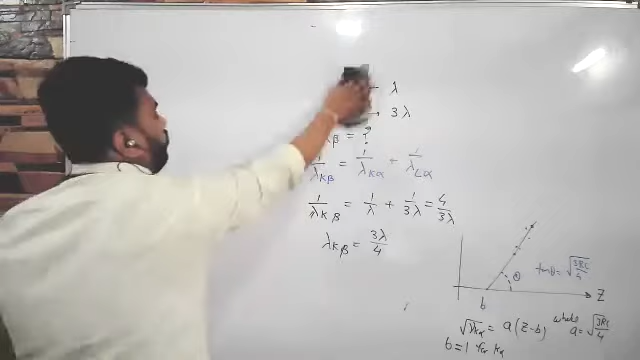 λ
→ 3λ
λKβ = ?
1/λKβ = 1/λKα + 1/λLα
1/λKβ = 1/λ + 1/3λ = 4/3λ
λKβ = 3λ/4
θ
tanθ = √(3RC/4)
b
Z
√νKα = a(Z-b) where a = √(3RC/4)
b = 1 for Kα